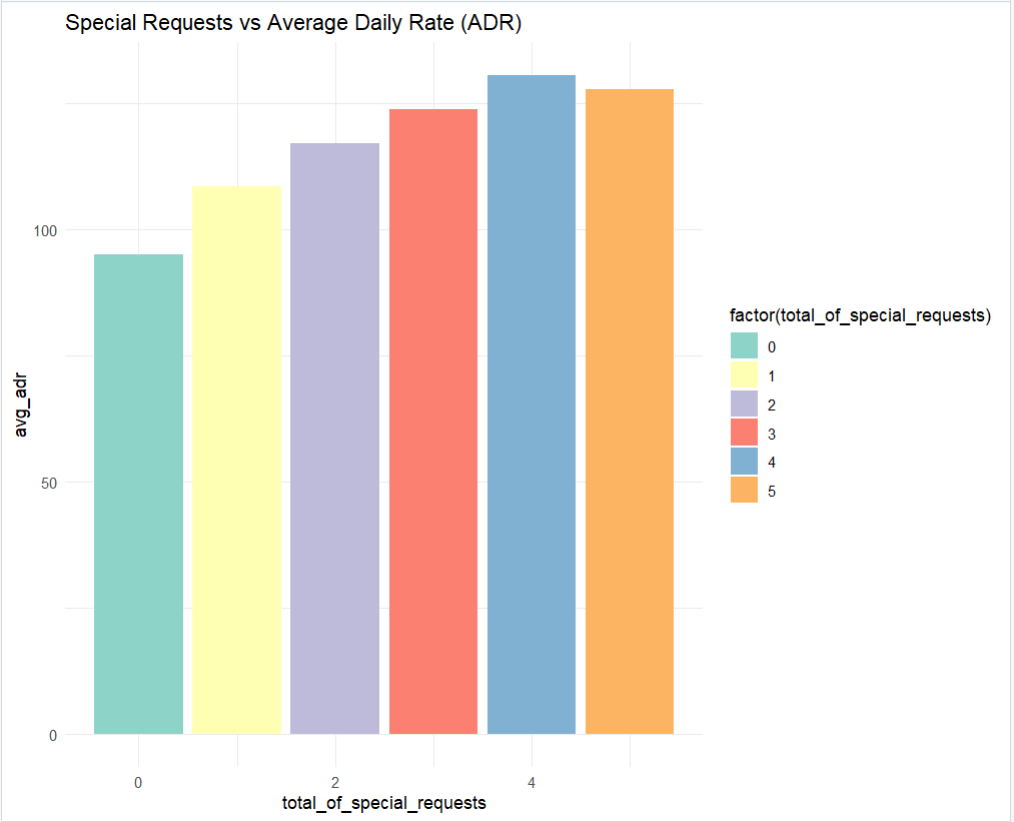 Special Requests vs Average Daily Rate (ADR)
100
50
0
avg_adr
0 2 4
total_of_special_requests
factor(total_of_special_requests)
0
1
2
3
4
5